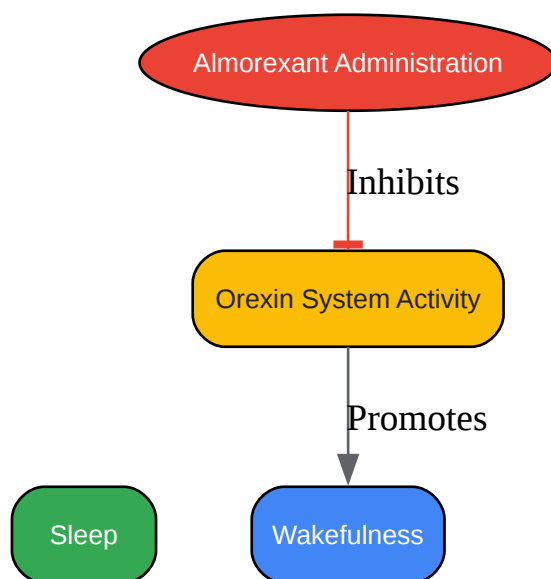 Almorexant Administration
Inhibits
Orexin System Activity
Promotes
Sleep
Wakefulness